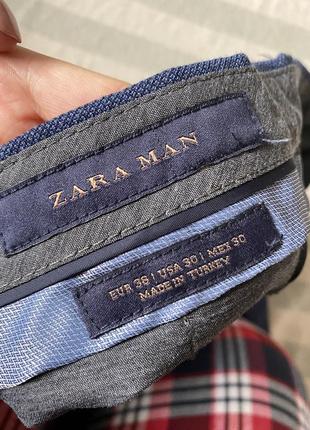 ZARA MAN
EUR 38 | USA 30 | MEX 30
MADE IN TURKEY